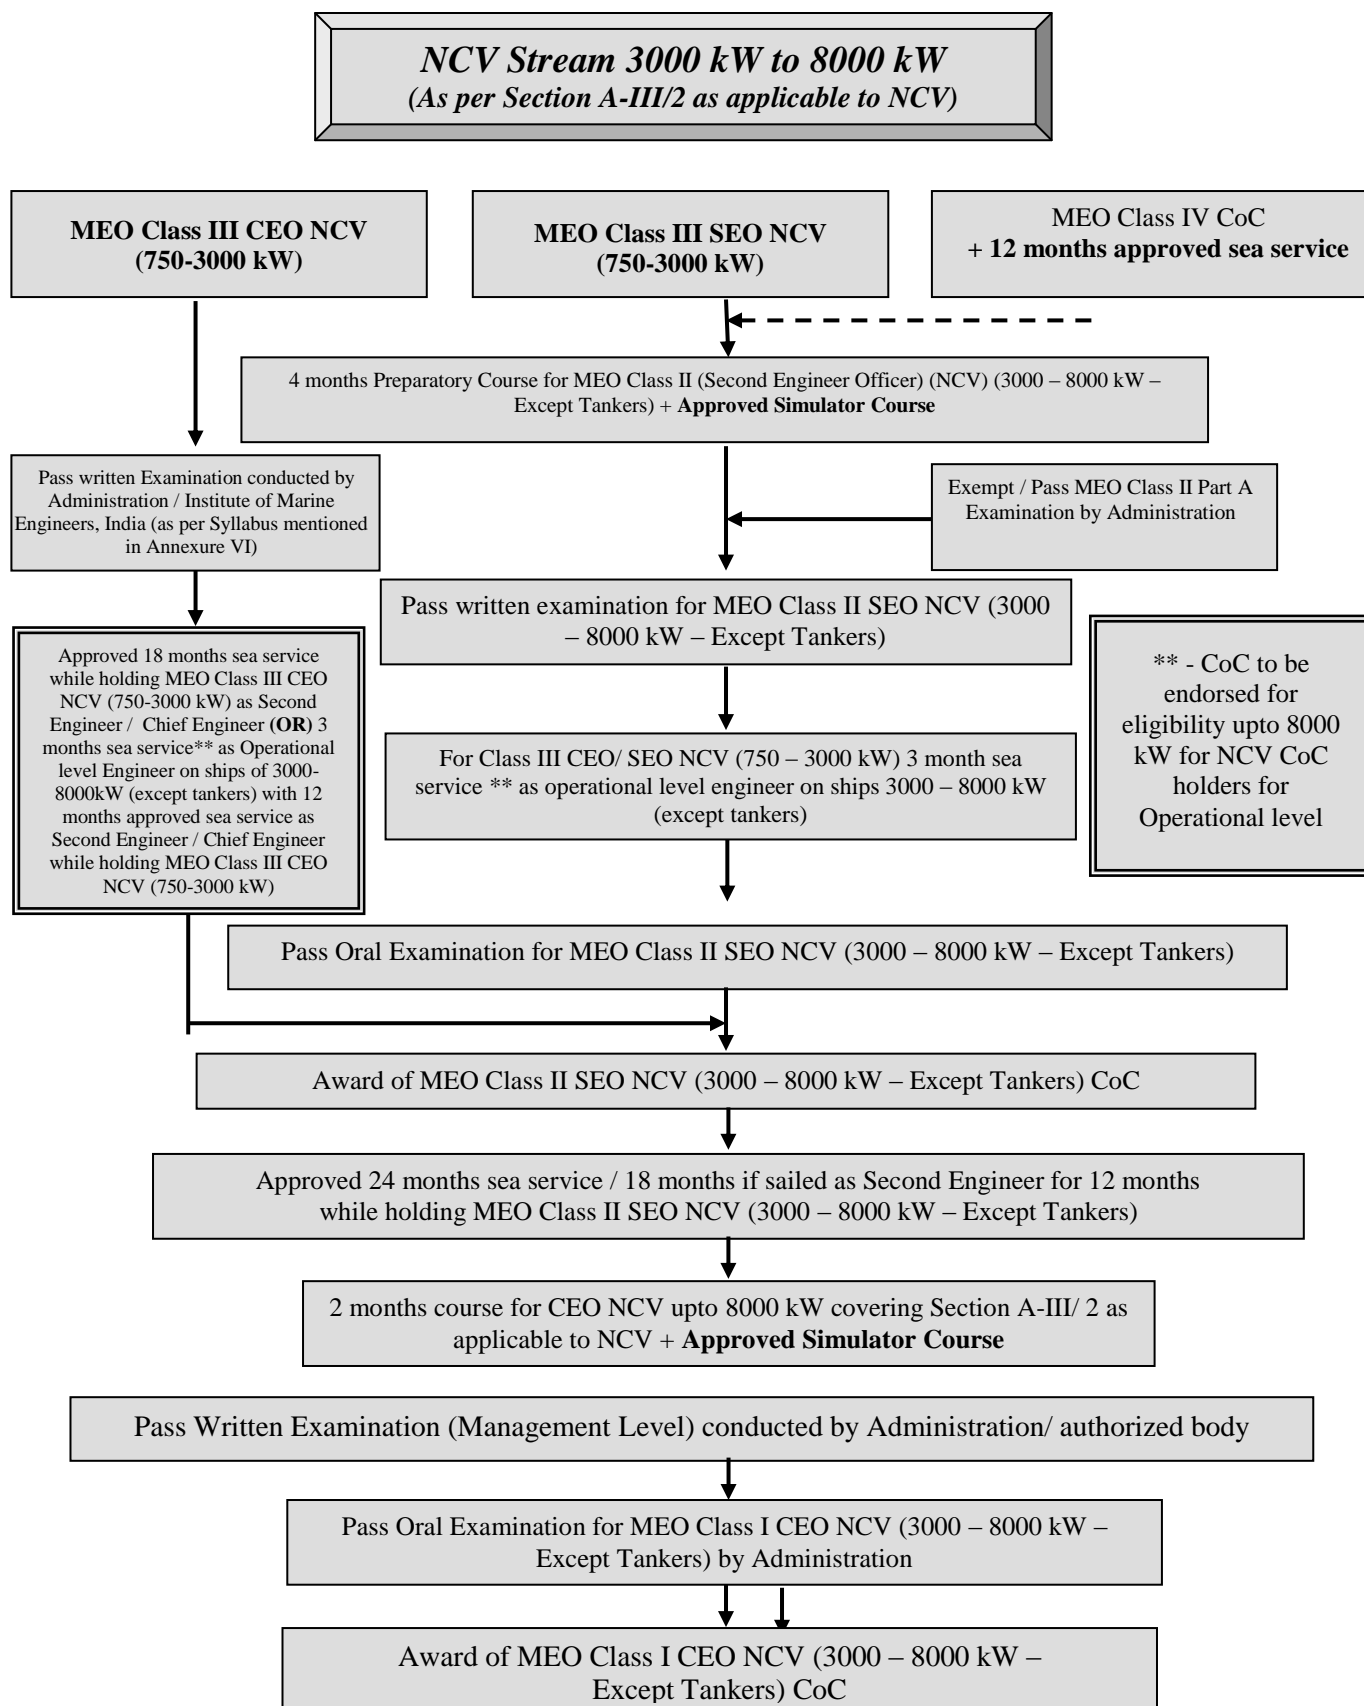 NCV Stream 3000 kW to 8000 kW
(As per Section A-III/2 as applicable to NCV)
MEO Class III CEO NCV
(750-3000 kW)
MEO Class III SEO NCV
(750-3000 kW)
MEO Class IV CoC
+ 12 months approved sea service
4 months Preparatory Course for MEO Class II (Second Engineer Officer) (NCV) (3000 – 8000 kW –
Except Tankers) + Approved Simulator Course
Pass written Examination conducted by
Administration / Institute of Marine
Engineers, India (as per Syllabus mentioned
in Annexure VI)
Exempt / Pass MEO Class II Part A
Examination by Administration
Pass written examination for MEO Class II SEO NCV (3000
– 8000 kW – Except Tankers)
Approved 18 months sea service
while holding MEO Class III CEO
NCV (750-3000 kW) as Second
Engineer / Chief Engineer (OR) 3
months sea service** as Operational
level Engineer on ships of 3000-
8000kW (except tankers) with 12
months approved sea service as
Second Engineer / Chief Engineer
while holding MEO Class III CEO
NCV (750-3000 kW)
** - CoC to be
endorsed for
eligibility upto 8000
kW for NCV CoC
holders for
Operational level
For Class III CEO/ SEO NCV (750 – 3000 kW) 3 month sea
service ** as operational level engineer on ships 3000 – 8000 kW
(except tankers)
Pass Oral Examination for MEO Class II SEO NCV (3000 – 8000 kW – Except Tankers)
Award of MEO Class II SEO NCV (3000 – 8000 kW – Except Tankers) CoC
Approved 24 months sea service / 18 months if sailed as Second Engineer for 12 months
while holding MEO Class II SEO NCV (3000 – 8000 kW – Except Tankers)
2 months course for CEO NCV upto 8000 kW covering Section A-III/ 2 as
applicable to NCV + Approved Simulator Course
Pass Written Examination (Management Level) conducted by Administration/ authorized body
Pass Oral Examination for MEO Class I CEO NCV (3000 – 8000 kW –
Except Tankers) by Administration
Award of MEO Class I CEO NCV (3000 – 8000 kW –
Except Tankers) CoC